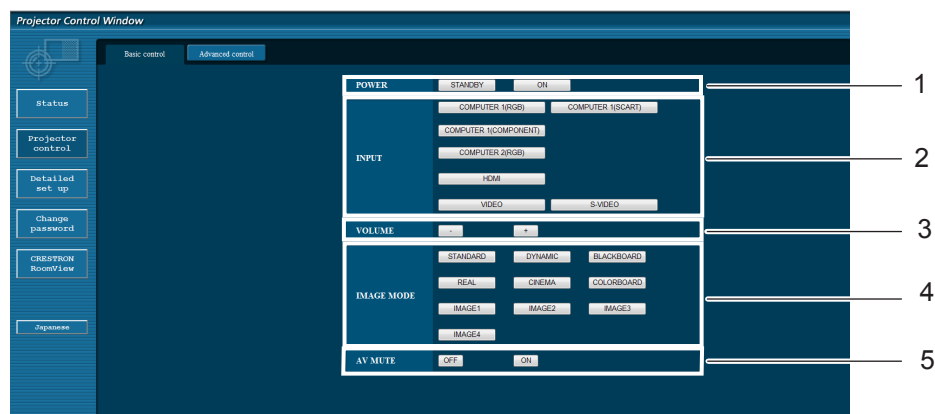 Projector Control Window
Basic control Advanced control
POWER STANDBY ON 1
Status
COMPUTER 1(RGB) COMPUTER 1(SCART)
COMPUTER 1(COMPONENT)
Projector
control
INPUT COMPUTER 2(RGB) 2
HDMI
Detailed
set up
VIDEO S-VIDEO
Change
password
VOLUME - + 3
STANDARD DYNAMIC BLACKBOARD
CRESTRON
RoomView
REAL CINEMA COLORBOARD
IMAGE MODE 4
IMAGE1 IMAGE2 IMAGE3
Japanese
IMAGE4
AV MUTE OFF ON 5